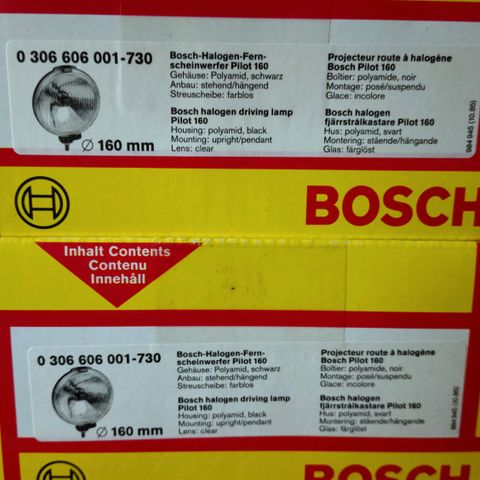 0 306 606 001-730
Ø 160 mm
Bosch-Halogen-Fern-
scheinwerfer Pilot 160
Gehäuse: Polyamid, schwarz
Anbau: stehend/hängend
Streuscheibe: farblos
Bosch halogen driving lamp
Pilot 160
Housing: polyamid, black
Mounting: upright/pendant
Lens: clear
Projecteur route à halogène
Bosch Pilot 160
Boîtier: polyamide, noir
Montage: posé/suspendu
Glace: incolore
Bosch halogen
fjärrstrålkastare Pilot 160
Hus: polyamid, svart
Montering: stående/hängande
Glas: färglöst
984 945 (10.85)
BOSCH
Inhalt Contents
Contenu
Innehåll
0 306 606 001-730
Ø 160 mm
Bosch-Halogen-Fern-
scheinwerfer Pilot 160
Gehäuse: Polyamid, schwarz
Anbau: stehend/hängend
Streuscheibe: farblos
Bosch halogen driving lamp
Pilot 160
Housing: polyamid, black
Mounting: upright/pendant
Lens: clear
Projecteur route à halogène
Bosch Pilot 160
Boîtier: polyamide, noir
Montage: posé/suspendu
Glace: incolore
Bosch halogen
fjärrstrålkastare Pilot 160
Hus: polyamid, svart
Montering: stående/hängande
Glas: färglöst
984 945 (10.85)
BOSCH